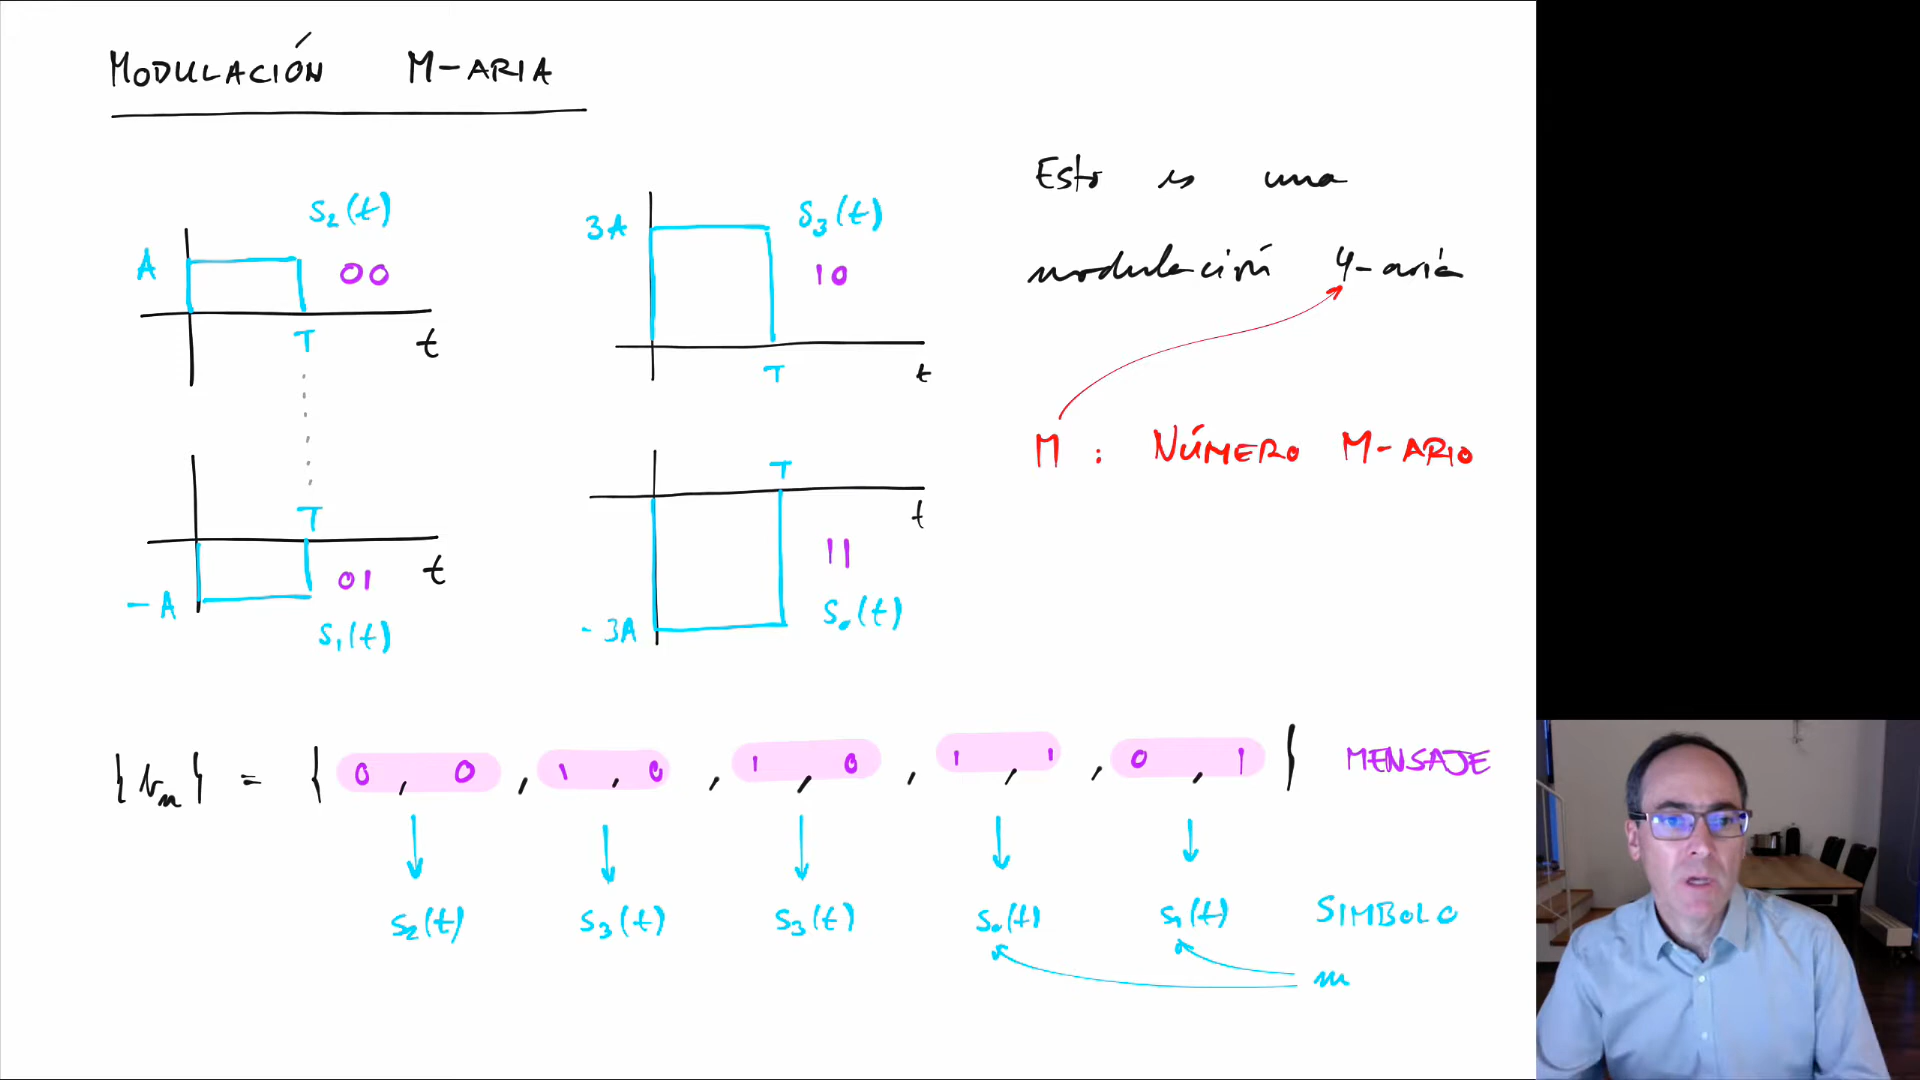 MODULACIÓN M-ARIA
S₂(t)
A
00
T
t
S₃(t)
3A
10
T
t
Esto es una
modulación 4-aria
M : NÚMERO M-ARIO
T
-A
01
t
S₁(t)
T
t
11
-3A
S₀(t)
{bₙ} = { 0 , 0 , 1 , 0 , 1 , 0 , 1 , 1 , 0 , 1 } MENSAJE
S₂(t) S₃(t) S₃(t) S₀(t) S₁(t) SIMBOLO
m